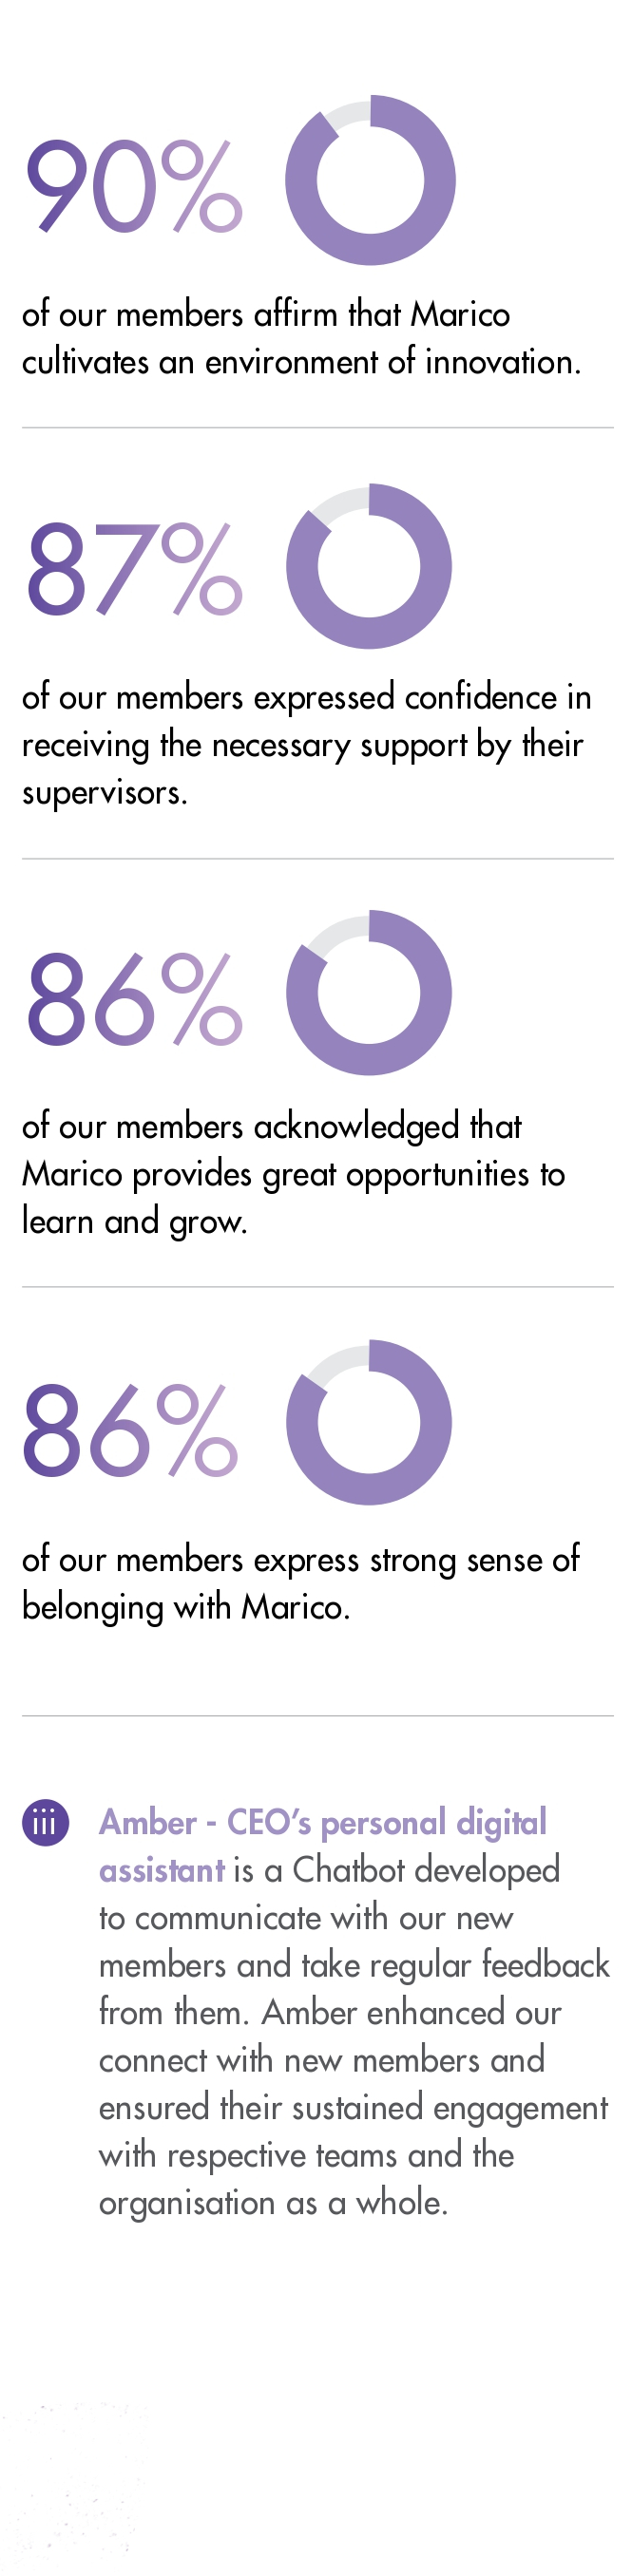 90%
of our members affirm that Marico
cultivates an environment of innovation.
87%
of our members expressed confidence in
receiving the necessary support by their
supervisors.
86%
of our members acknowledged that
Marico provides great opportunities to
learn and grow.
86%
of our members express strong sense of
belonging with Marico.
iii Amber - CEO’s personal digital
assistant is a Chatbot developed
to communicate with our new
members and take regular feedback
from them. Amber enhanced our
connect with new members and
ensured their sustained engagement
with respective teams and the
organisation as a whole.